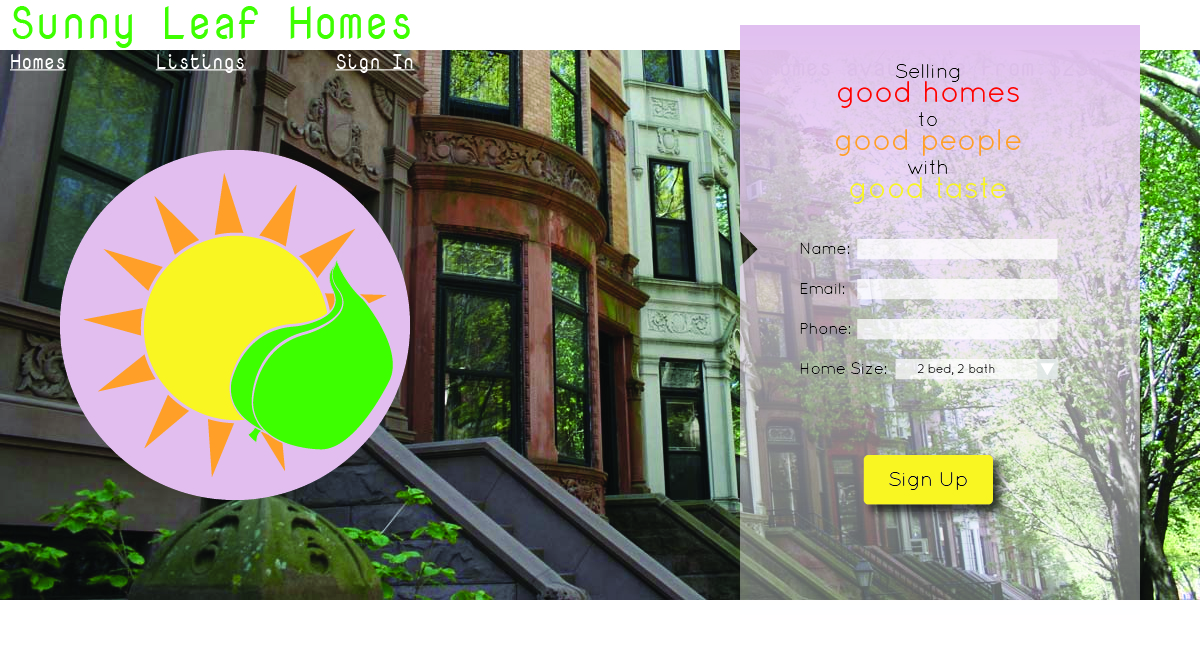 Sunny Leaf Homes
Homes Listings Sign In
Selling
good homes
to
good people
with
good taste
Name:
Email:
Phone:
Home Size: 2 bed, 2 bath
Sign Up